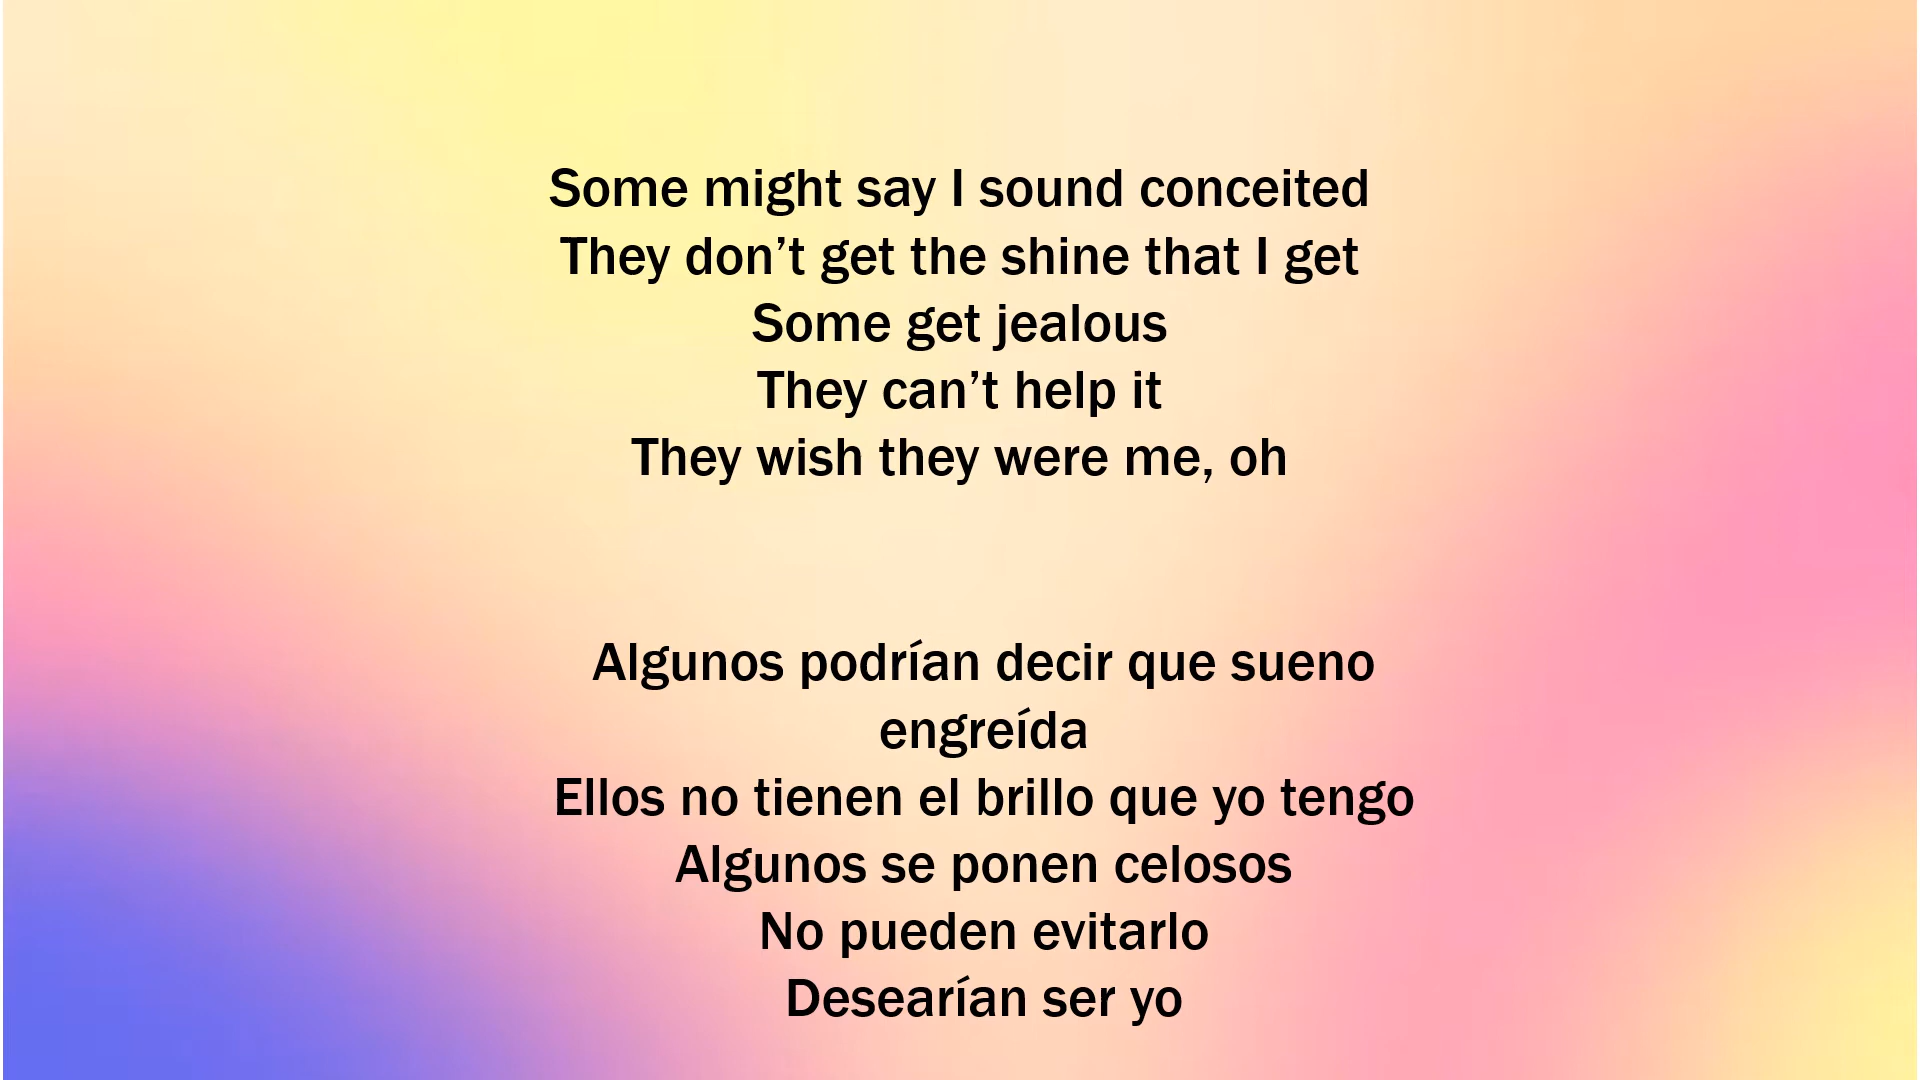 Some might say I sound conceited
They don’t get the shine that I get
Some get jealous
They can’t help it
They wish they were me, oh
Algunos podrían decir que sueno
engreída
Ellos no tienen el brillo que yo tengo
Algunos se ponen celosos
No pueden evitarlo
Desearían ser yo